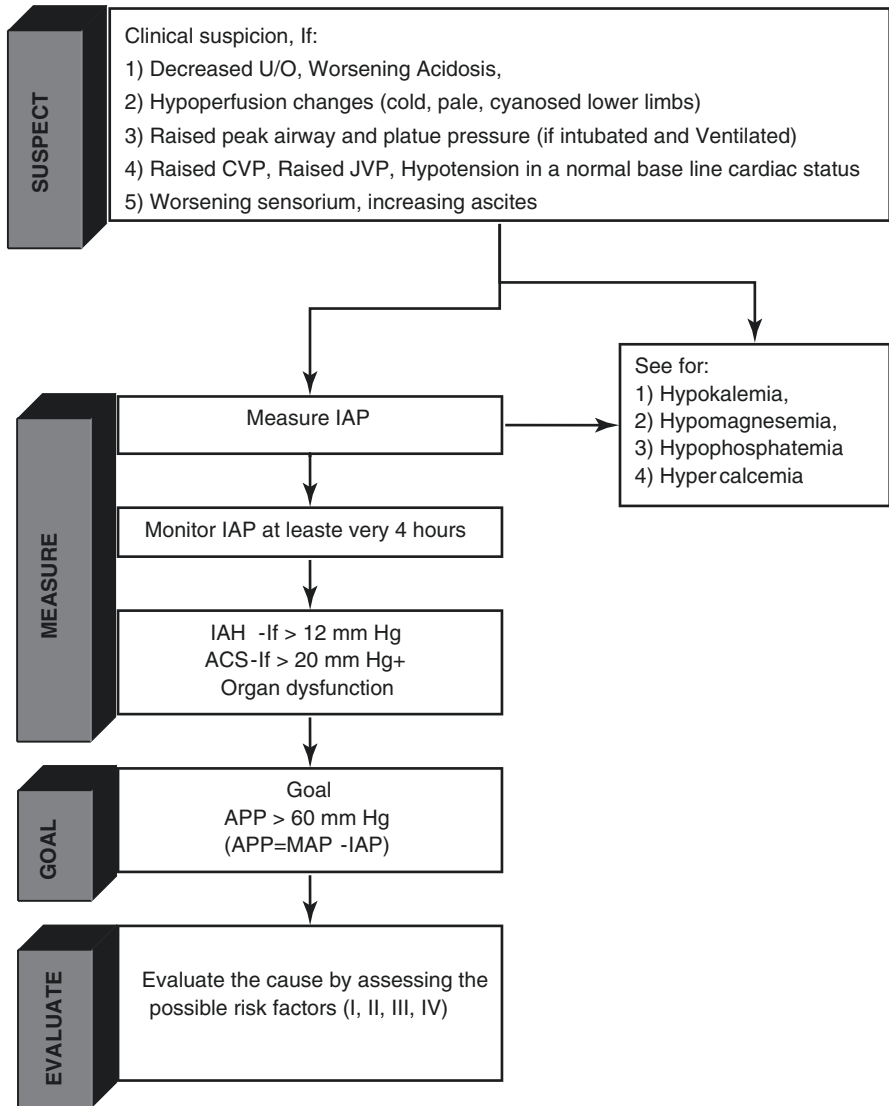 SUSPECT
Clinical suspicion, If:
1) Decreased U/O, Worsening Acidosis,
2) Hypoperfusion changes (cold, pale, cyanosed lower limbs)
3) Raised peak airway and platue pressure (if intubated and Ventilated)
4) Raised CVP, Raised JVP, Hypotension in a normal base line cardiac status
5) Worsening sensorium, increasing ascites
See for:
1) Hypokalemia,
2) Hypomagnesemia,
3) Hypophosphatemia
4) Hyper calcemia
MEASURE
Measure IAP
Monitor IAP at leaste very 4 hours
IAH -If > 12 mm Hg
ACS-If > 20 mm Hg+
Organ dysfunction
GOAL
Goal
APP > 60 mm Hg
(APP=MAP -IAP)
EVALUATE
Evaluate the cause by assessing the
possible risk factors (I, II, III, IV)